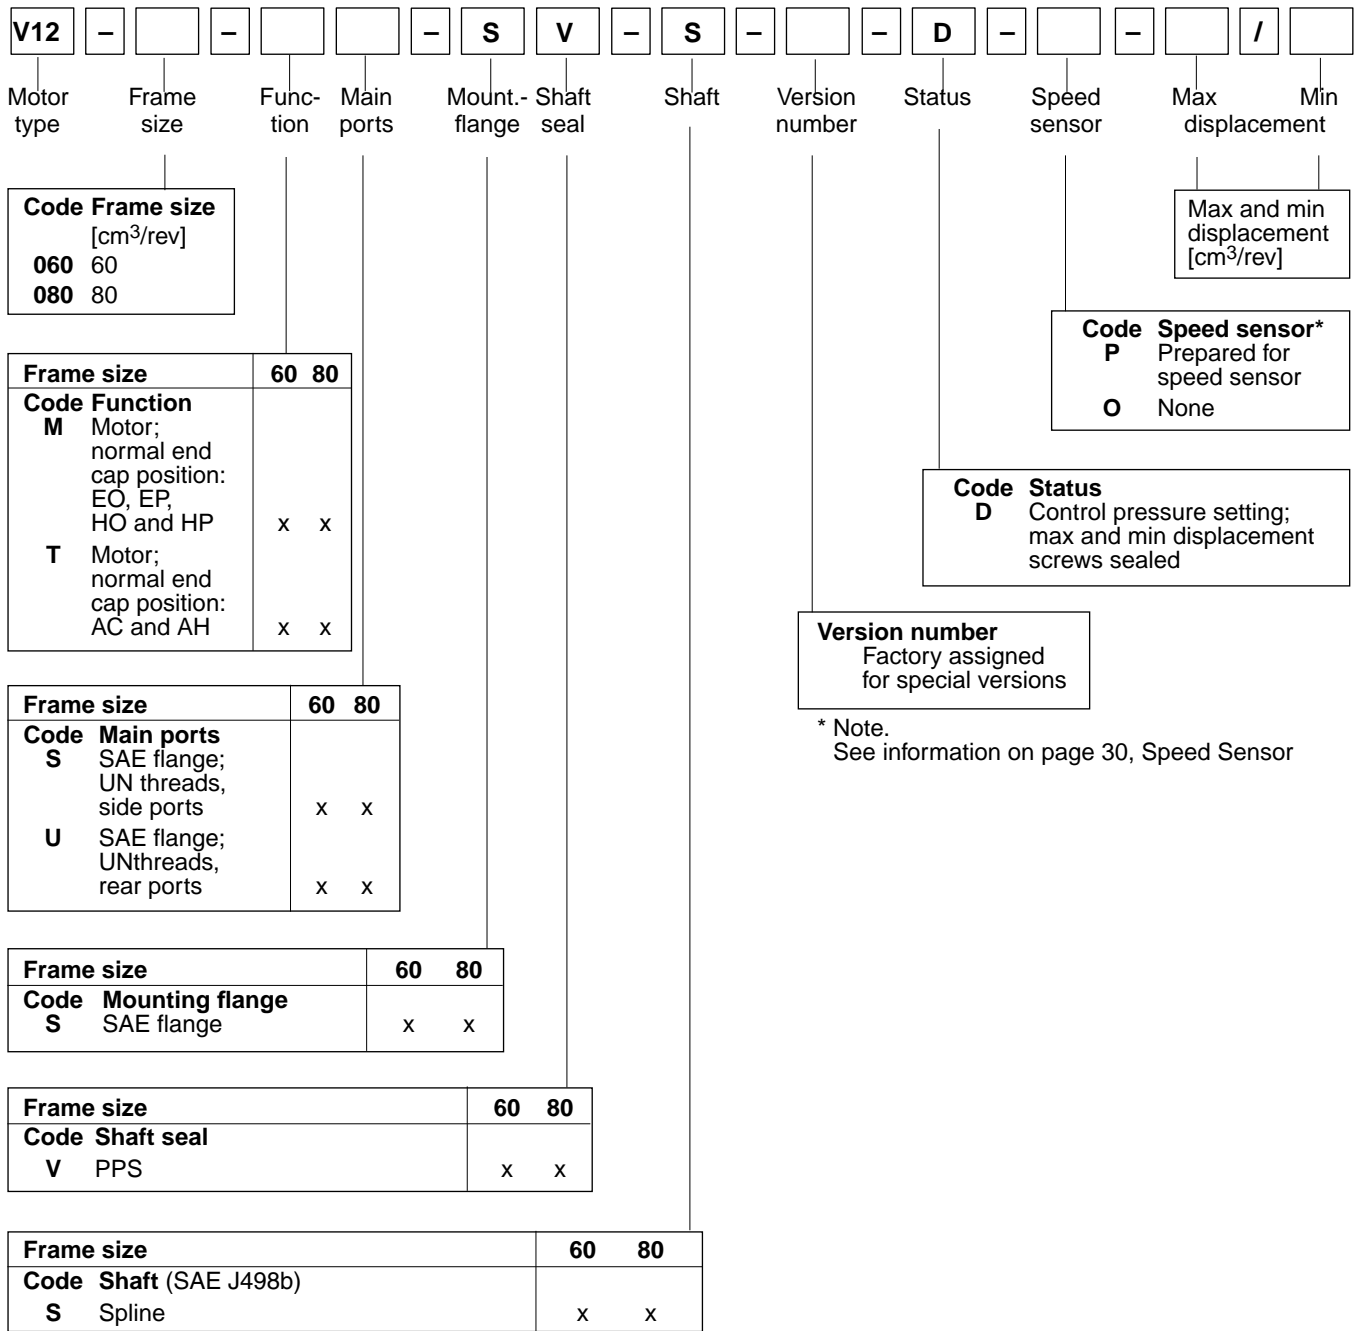 V12 – – – S V – S – – D – – /
Motor Frame Func- Main Mount.- Shaft Shaft Version Status Speed Max Min
type size tion ports flange seal number sensor displacement
Code Frame size
[cm3/rev]
060 60
080 80
Max and min
displacement
[cm3/rev]
Code Speed sensor*
P Prepared for
speed sensor
O None
Frame size 60 80
Code Function
M Motor;
normal end
cap position:
EO, EP,
HO and HP x x
T Motor;
normal end
cap position:
AC and AH x x
Code Status
D Control pressure setting;
max and min displacement
screws sealed
Version number
Factory assigned
for special versions
* Note.
See information on page 30, Speed Sensor
Frame size 60 80
Code Main ports
S SAE flange;
UN threads,
side ports x x
U SAE flange;
UNthreads,
rear ports x x
Frame size 60 80
Code Mounting flange
S SAE flange x x
Frame size 60 80
Code Shaft seal
V PPS x x
Frame size 60 80
Code Shaft (SAE J498b)
S Spline x x